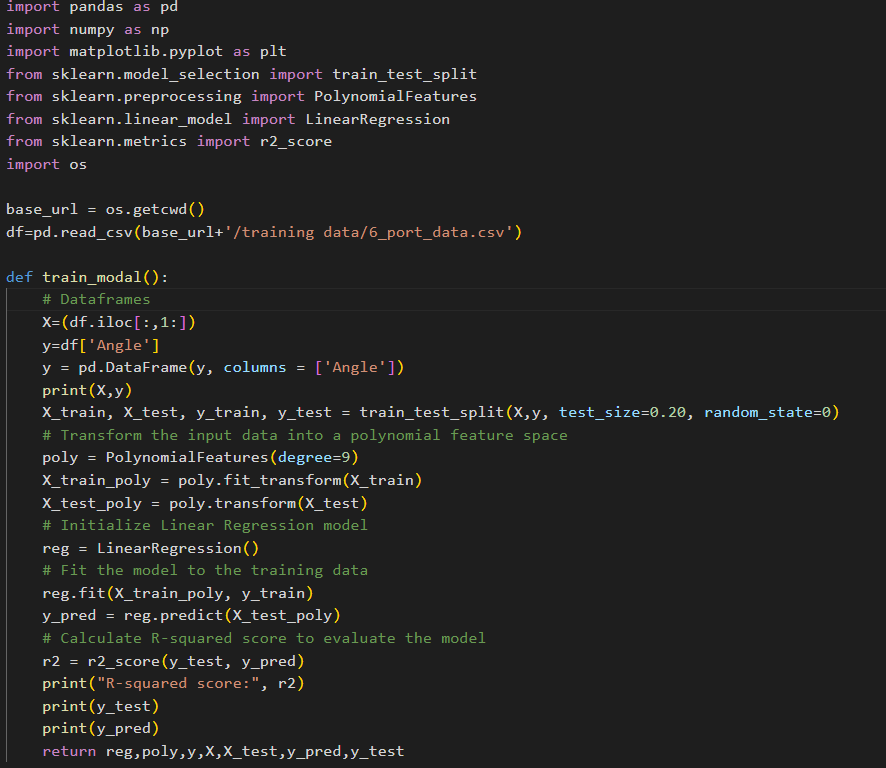 import pandas as pd
import numpy as np
import matplotlib.pyplot as plt
from sklearn.model_selection import train_test_split
from sklearn.preprocessing import PolynomialFeatures
from sklearn.linear_model import LinearRegression
from sklearn.metrics import r2_score
import os

base_url = os.getcwd()
df=pd.read_csv(base_url+'/training data/6_port_data.csv')

def train_modal():
    # Dataframes
    X=(df.iloc[:,1:])
    y=df['Angle']
    y = pd.DataFrame(y, columns = ['Angle'])
    print(X,y)
    X_train, X_test, y_train, y_test = train_test_split(X,y, test_size=0.20, random_state=0)
    # Transform the input data into a polynomial feature space
    poly = PolynomialFeatures(degree=9)
    X_train_poly = poly.fit_transform(X_train)
    X_test_poly = poly.transform(X_test)
    # Initialize Linear Regression model
    reg = LinearRegression()
    # Fit the model to the training data
    reg.fit(X_train_poly, y_train)
    y_pred = reg.predict(X_test_poly)
    # Calculate R-squared score to evaluate the model
    r2 = r2_score(y_test, y_pred)
    print("R-squared score:", r2)
    print(y_test)
    print(y_pred)
    return reg,poly,y,X,X_test,y_pred,y_test